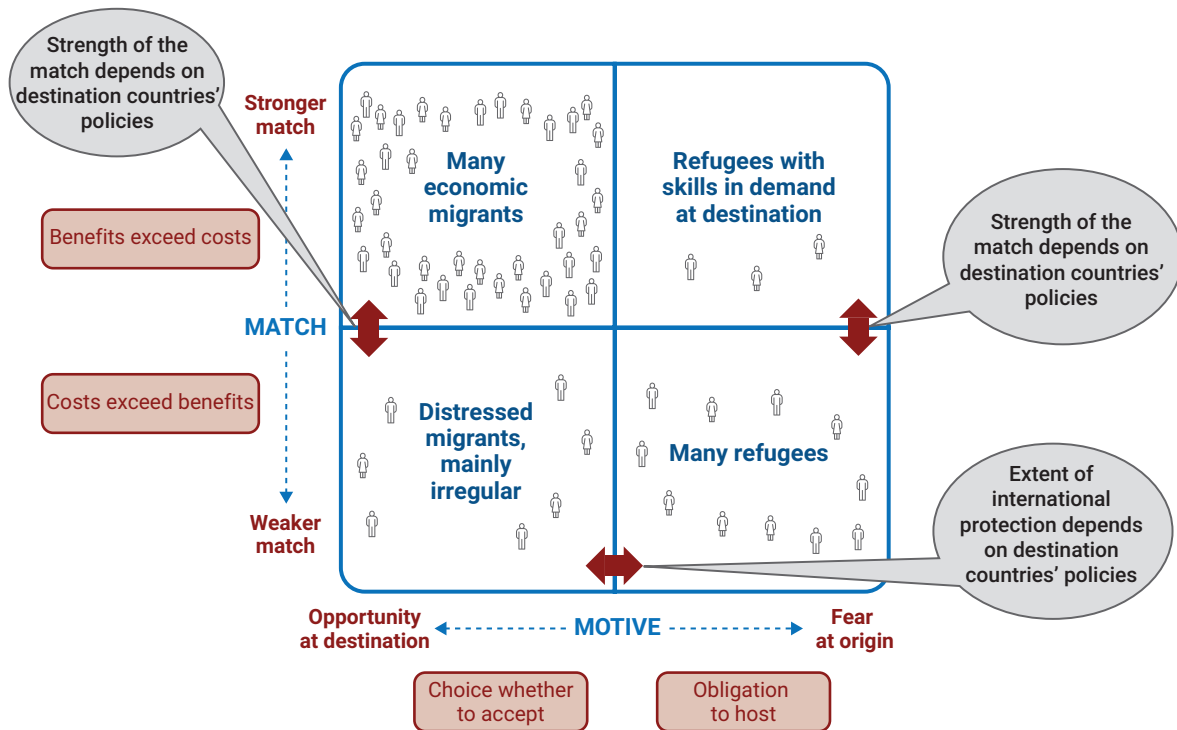 Strength of the
match depends on
destination countries'
policies
Stronger
match
Many
economic
migrants
Refugees with
skills in demand
at destination
Benefits exceed costs
Strength of the
match depends on
destination countries'
policies
MATCH
Costs exceed benefits
Distressed
migrants,
mainly
irregular
Many refugees
Weaker
match
Extent of
international
protection depends
on destination
countries' policies
Opportunity
at destination
MOTIVE
Fear
at origin
Choice whether
to accept
Obligation
to host